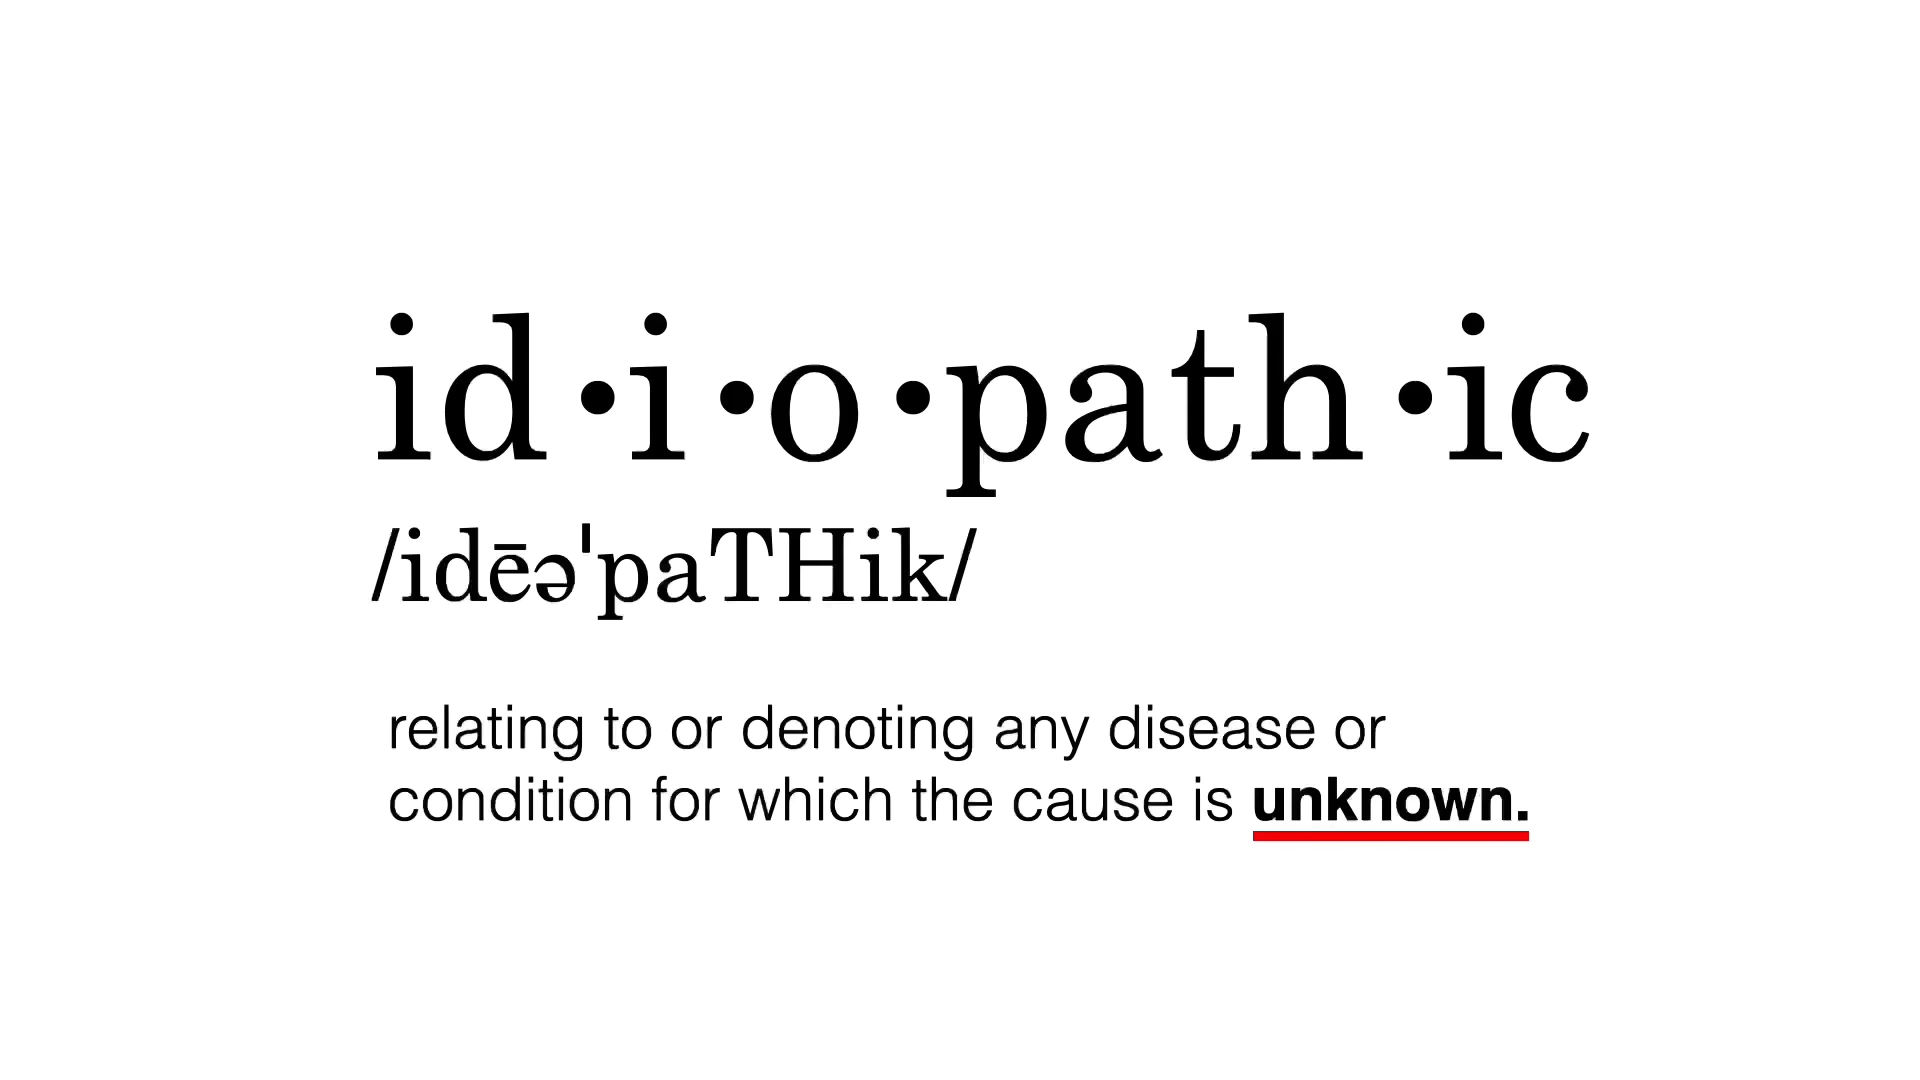 id•i•o•path•ic
/idēəˈpaTHik/
relating to or denoting any disease or
condition for which the cause is unknown.